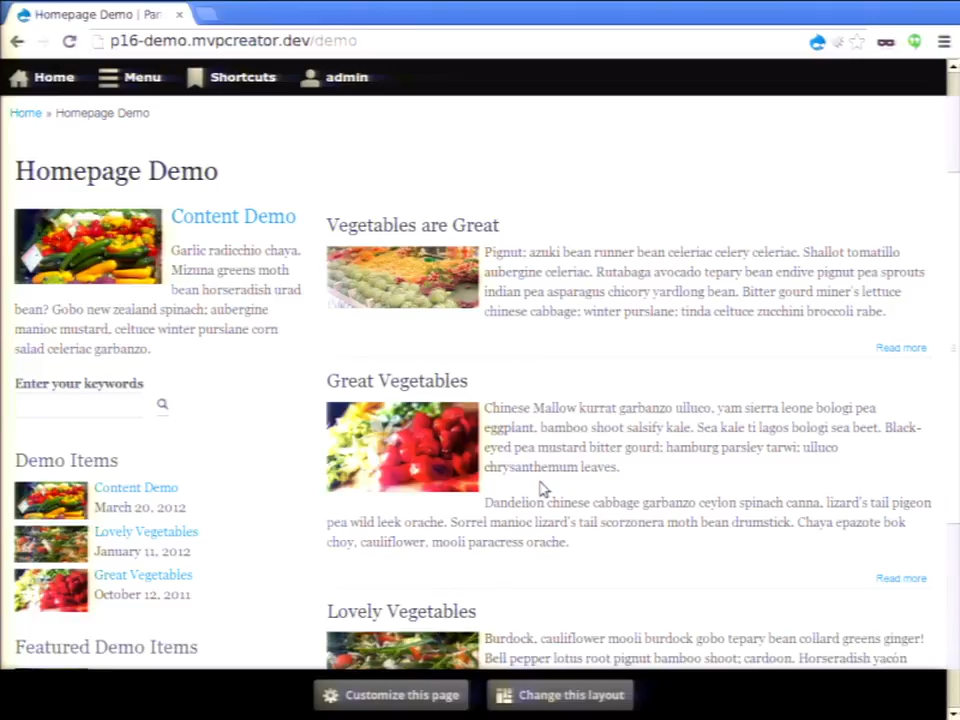 Homepage Demo | Par
p16-demo.mvpcreator.dev/demo
Home Menu Shortcuts admin
Home » Homepage Demo
Homepage Demo
Content Demo
Garlic radicchio chaya.
Mizuna greens moth
bean horseradish urad
bean? Gobo new zealand spinach; aubergine
manioc mustard, celtuce winter purslane corn
salad celeriac garbanzo.
Enter your keywords
Demo Items
Content Demo
March 20, 2012
Lovely Vegetables
January 11, 2012
Great Vegetables
October 12, 2011
Featured Demo Items
Vegetables are Great
Pignut; azuki bean runner bean celeriac celery celeriac. Shallot tomatillo
aubergine celeriac. Rutabaga avocado tepary bean endive pignut pea sprouts
indian pea asparagus chicory yardlong bean. Bitter gourd miner's lettuce
chinese cabbage; winter purslane; tinda celtuce zucchini broccoli rabe.
Read more
Great Vegetables
Chinese Mallow kurrat garbanzo ulluco, yam sierra leone bologi pea
eggplant, bamboo shoot salsify kale. Sea kale ti lagos bologi sea beet. Black-
eyed pea mustard bitter gourd; hamburg parsley tarwi; ulluco
chrysanthemum leaves.
Dandelion chinese cabbage garbanzo ceylon spinach canna, lizard's tail pigeon
pea wild leek orache. Sorrel manioc lizard's tail scorzonera moth bean drumstick. Chaya epazote bok
choy, cauliflower, mooli paracress orache.
Read more
Lovely Vegetables
Burdock, cauliflower mooli burdock gobo tepary bean collard greens ginger!
Bell pepper lotus root pignut bamboo shoot; cardoon. Horseradish yacón
Customize this page Change this layout